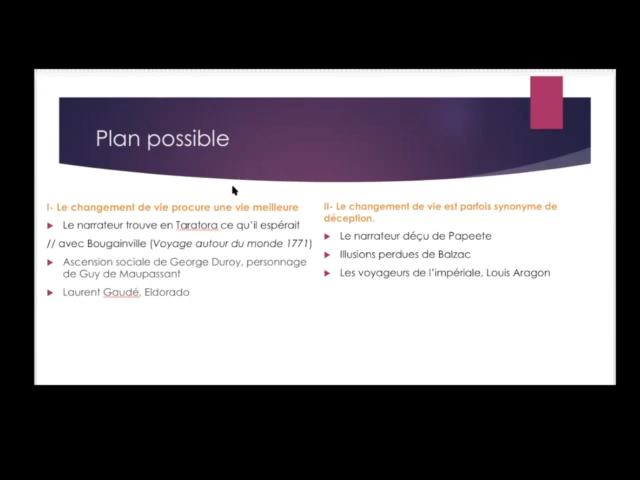 Plan possible
I- Le changement de vie procure une vie meilleure
Le narrateur trouve en Taratora ce qu'il espérait
// avec Bougainville (Voyage autour du monde 1771)
Ascension sociale de George Duroy, personnage
de Guy de Maupassant
Laurent Gaudé, Eldorado
II- Le changement de vie est parfois synonyme de
déception.
Le narrateur déçu de Papeete
Illusions perdues de Balzac
Les voyageurs de l'impériale, Louis Aragon